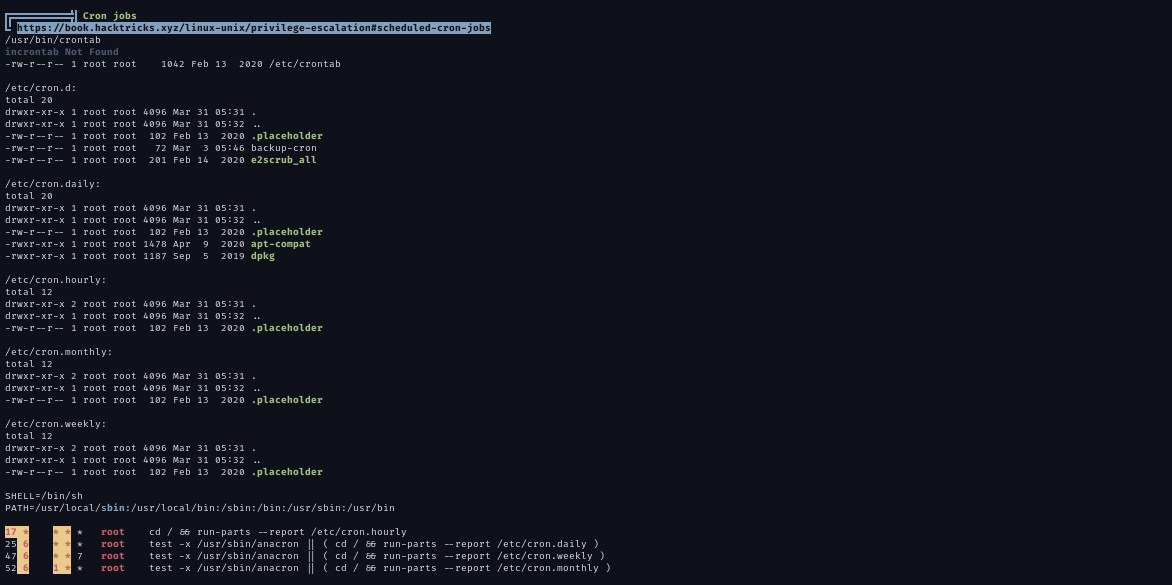 Cron jobs
https://book.hacktricks.xyz/linux-unix/privilege-escalation#scheduled-cron-jobs
/usr/bin/crontab
incrontab Not Found
-rw-r--r-- 1 root root    1042 Feb 13  2020 /etc/crontab

/etc/cron.d:
total 20
drwxr-xr-x 1 root root 4096 Mar 31 05:31 .
drwxr-xr-x 1 root root 4096 Mar 31 05:32 ..
-rw-r--r-- 1 root root  102 Feb 13  2020 .placeholder
-rw-r--r-- 1 root root   72 Mar  3 05:46 backup-cron
-rw-r--r-- 1 root root  201 Feb 14  2020 e2scrub_all

/etc/cron.daily:
total 20
drwxr-xr-x 1 root root 4096 Mar 31 05:31 .
drwxr-xr-x 1 root root 4096 Mar 31 05:32 ..
-rw-r--r-- 1 root root  102 Feb 13  2020 .placeholder
-rwxr-xr-x 1 root root 1478 Apr  9  2020 apt-compat
-rwxr-xr-x 1 root root 1187 Sep  5  2019 dpkg

/etc/cron.hourly:
total 12
drwxr-xr-x 2 root root 4096 Mar 31 05:31 .
drwxr-xr-x 1 root root 4096 Mar 31 05:32 ..
-rw-r--r-- 1 root root  102 Feb 13  2020 .placeholder

/etc/cron.monthly:
total 12
drwxr-xr-x 2 root root 4096 Mar 31 05:31 .
drwxr-xr-x 1 root root 4096 Mar 31 05:32 ..
-rw-r--r-- 1 root root  102 Feb 13  2020 .placeholder

/etc/cron.weekly:
total 12
drwxr-xr-x 2 root root 4096 Mar 31 05:31 .
drwxr-xr-x 1 root root 4096 Mar 31 05:32 ..
-rw-r--r-- 1 root root  102 Feb 13  2020 .placeholder

SHELL=/bin/sh
PATH=/usr/local/sbin:/usr/local/bin:/sbin:/bin:/usr/sbin:/usr/bin

17 *    * * *   root    cd / && run-parts --report /etc/cron.hourly
25 6    * * *   root    test -x /usr/sbin/anacron || ( cd / && run-parts --report /etc/cron.daily )
47 6    * * 7   root    test -x /usr/sbin/anacron || ( cd / && run-parts --report /etc/cron.weekly )
52 6    1 * *   root    test -x /usr/sbin/anacron || ( cd / && run-parts --report /etc/cron.monthly )